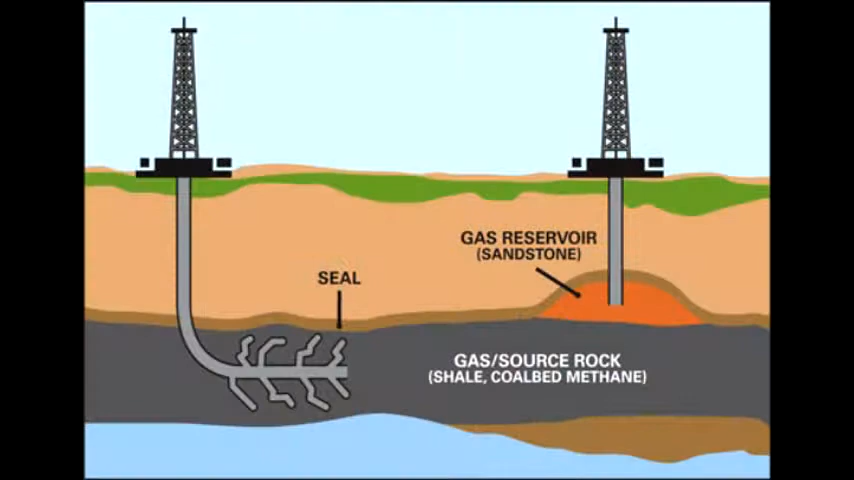 GAS RESERVOIR
(SANDSTONE)
SEAL
GAS/SOURCE ROCK
(SHALE, COALBED METHANE)